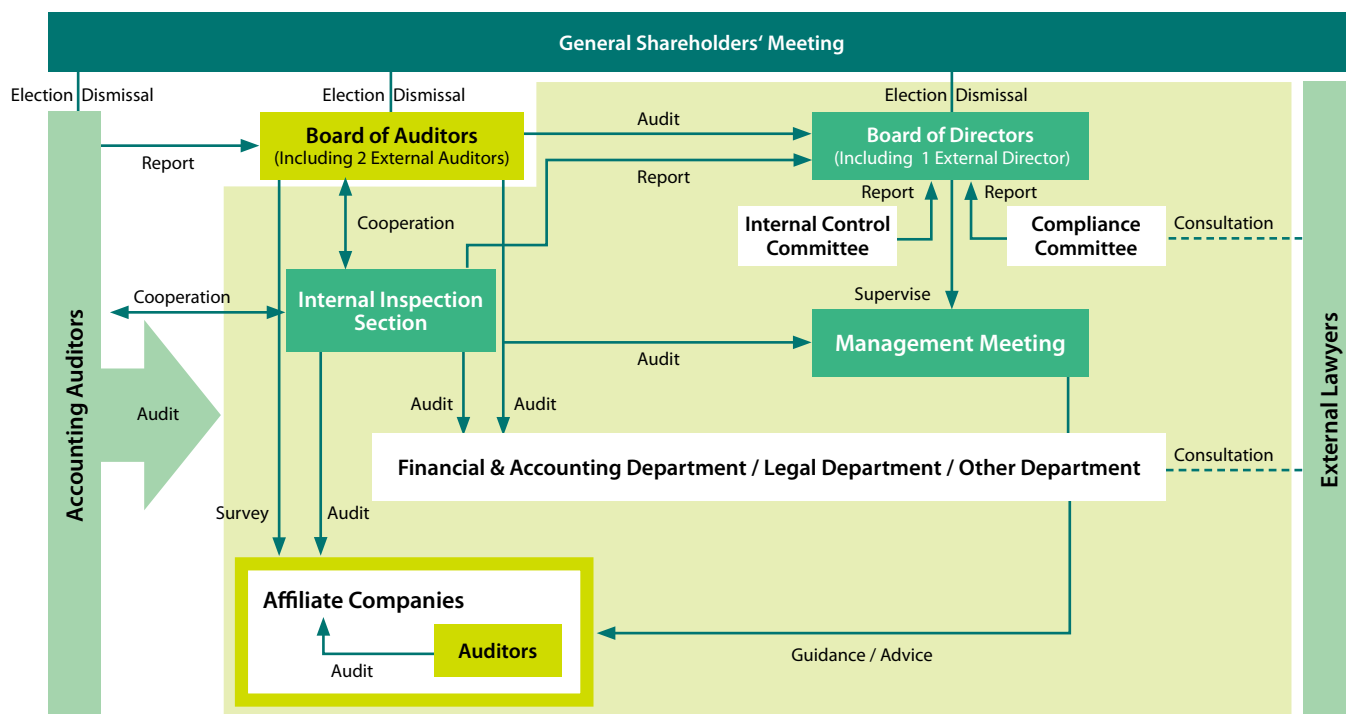 General Shareholders‘ Meeting
Election Dismissal
Election Dismissal
Election Dismissal
Board of Auditors
(Including 2 External Auditors)
Audit
Board of Directors
(Including 1 External Director)
Report
Report
Report
Report
Cooperation
Internal Control
Committee
Compliance
Committee
Consultation
Cooperation
Internal Inspection
Section
Supervise
Management Meeting
Audit
Accounting Auditors
External Lawyers
Audit
Audit
Audit
Financial & Accounting Department / Legal Department / Other Department
Consultation
Survey
Audit
Affiliate Companies
Auditors
Audit
Guidance / Advice